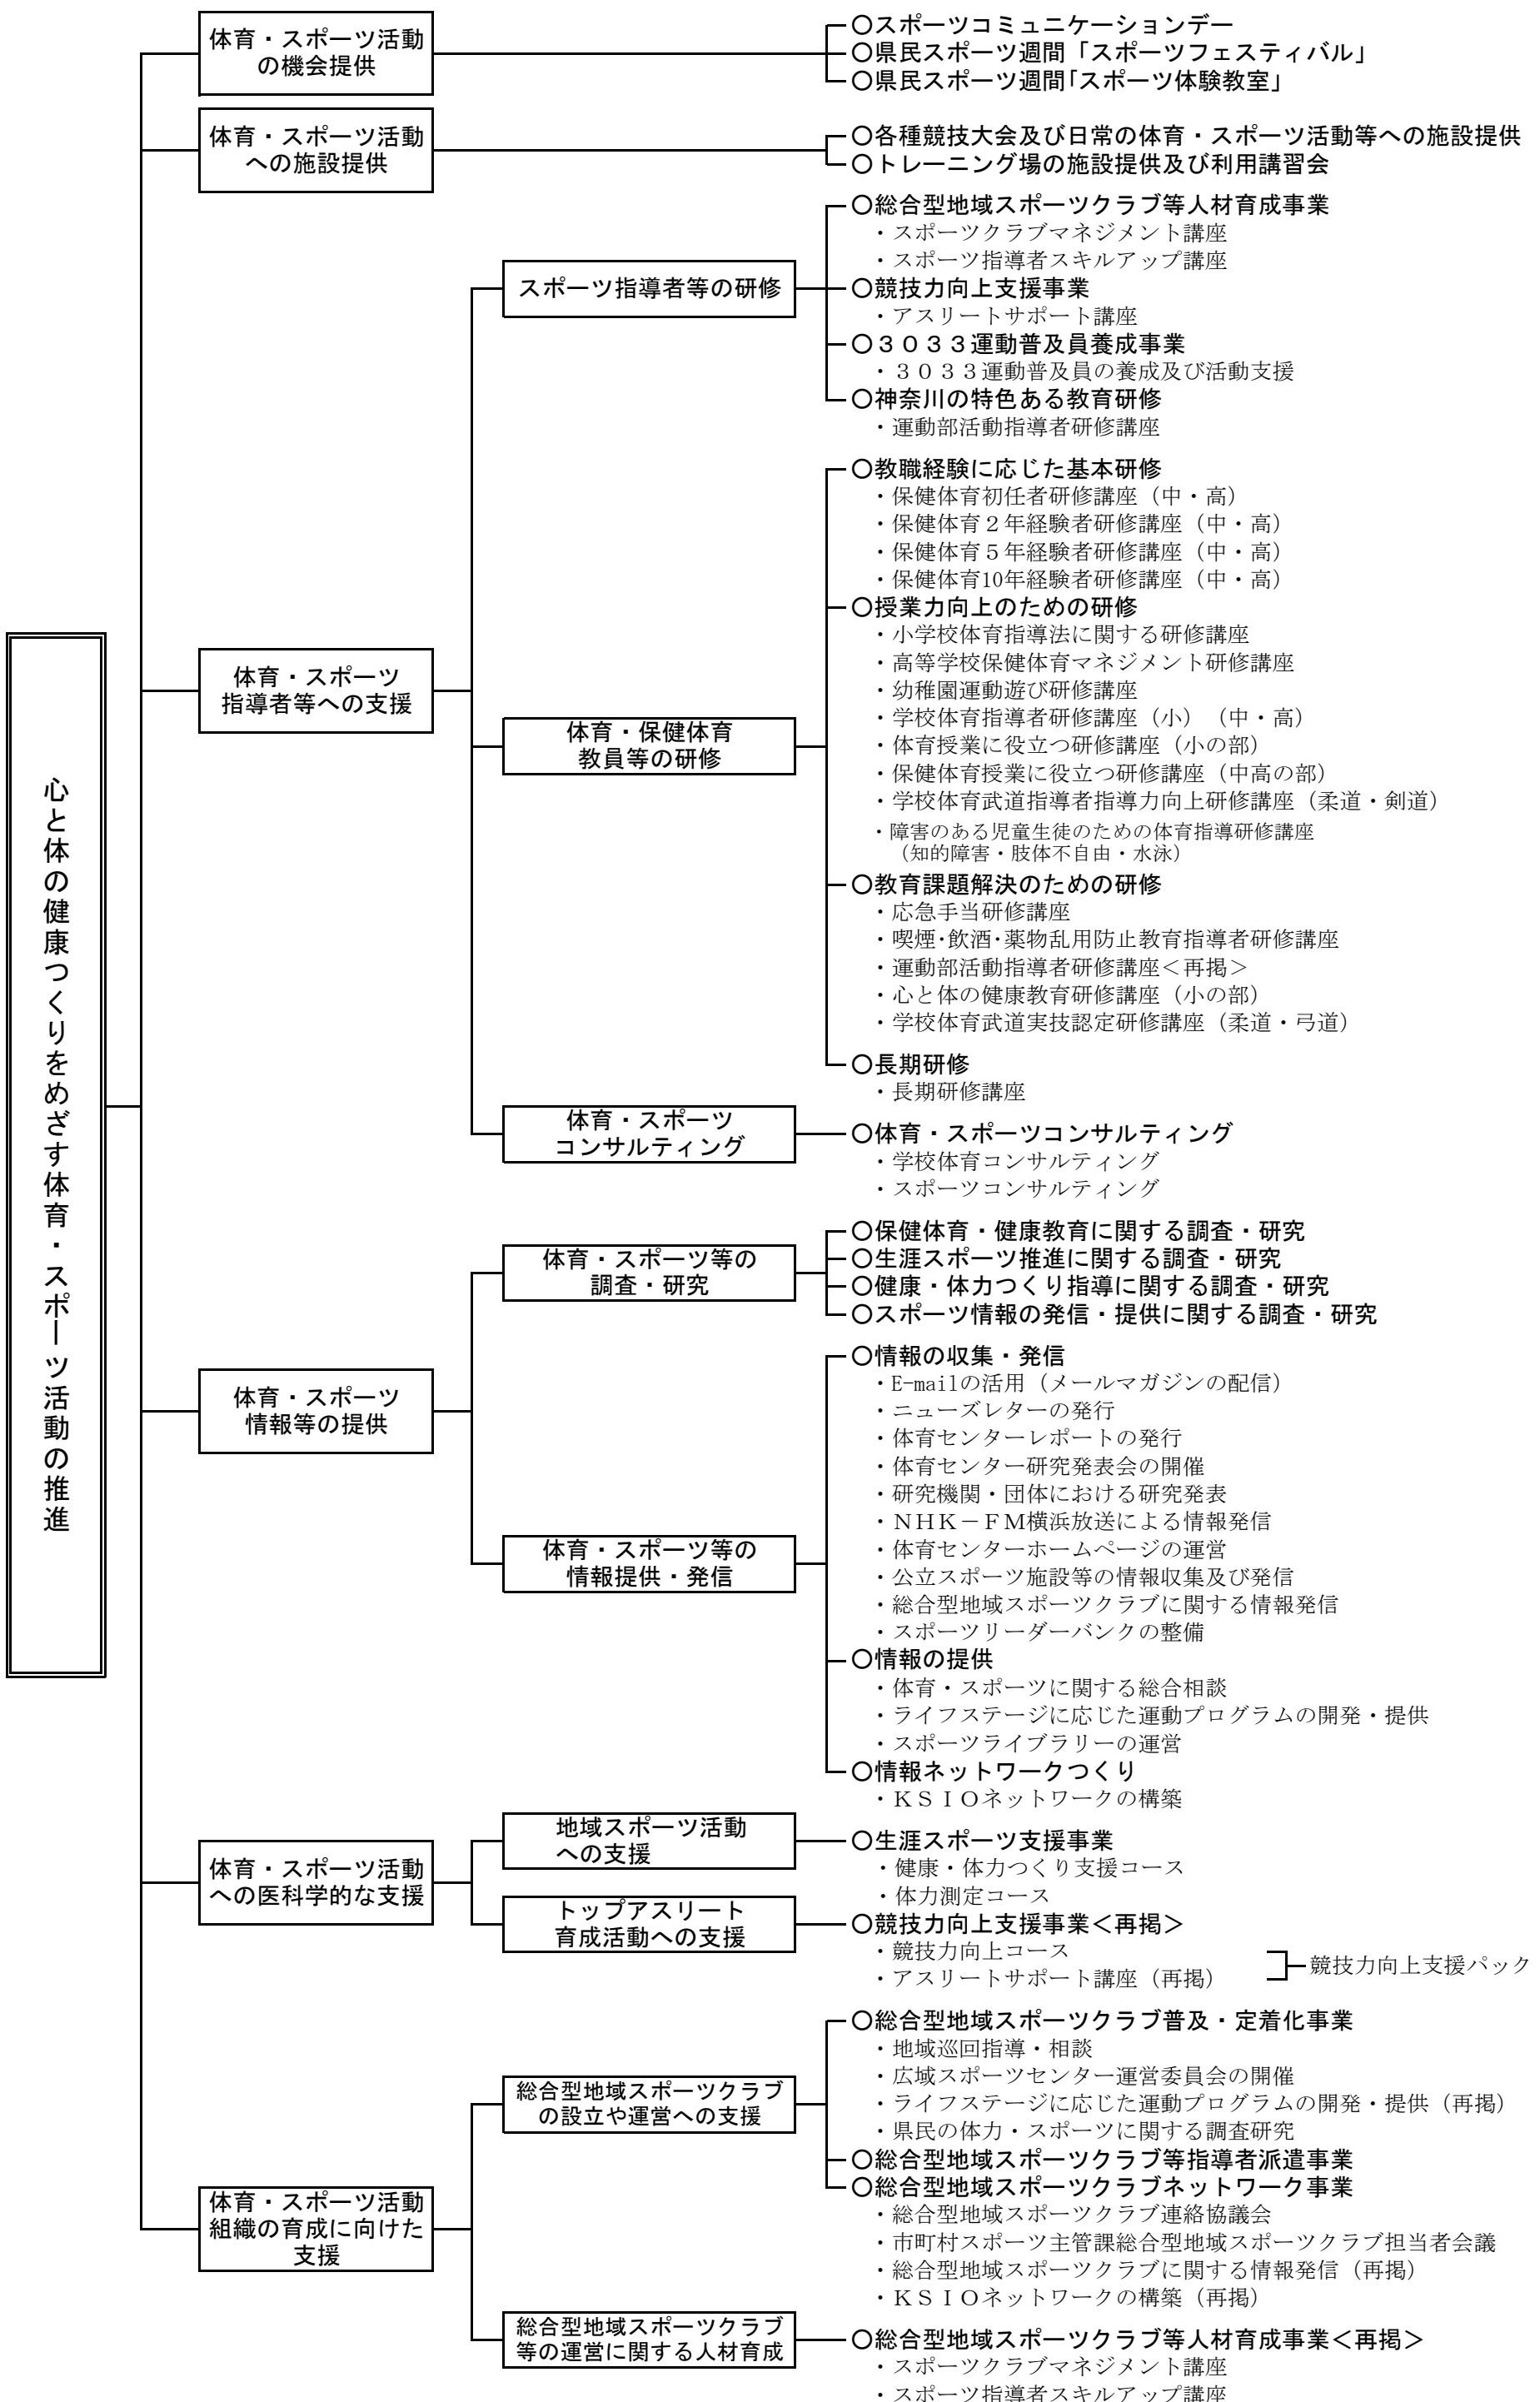 心と体の健康つくりをめざす体育・スポーツ活動の推進
体育・スポーツ活動
の機会提供
〇スポーツコミュニケーションデー
〇県民スポーツ週間「スポーツフェスティバル」
〇県民スポーツ週間「スポーツ体験教室」
体育・スポーツ活動
への施設提供
〇各種競技大会及び日常の体育・スポーツ活動等への施設提供
〇トレーニング場の施設提供及び利用講習会
体育・スポーツ
指導者等への支援
スポーツ指導者等の研修
〇総合型地域スポーツクラブ等人材育成事業
・スポーツクラブマネジメント講座
・スポーツ指導者スキルアップ講座
〇競技力向上支援事業
・アスリートサポート講座
〇３０３３運動普及員養成事業
・３０３３運動普及員の養成及び活動支援
〇神奈川の特色ある教育研修
・運動部活動指導者研修講座
体育・保健体育
教員等の研修
〇教職経験に応じた基本研修
・保健体育初任者研修講座（中・高）
・保健体育２年経験者研修講座（中・高）
・保健体育５年経験者研修講座（中・高）
・保健体育10年経験者研修講座（中・高）
〇授業力向上のための研修
・小学校体育指導法に関する研修講座
・高等学校保健体育マネジメント研修講座
・幼稚園運動遊び研修講座
・学校体育指導者研修講座（小）（中・高）
・体育授業に役立つ研修講座（小の部）
・保健体育授業に役立つ研修講座（中高の部）
・学校体育武道指導者指導力向上研修講座（柔道・剣道）
・障害のある児童生徒のための体育指導研修講座
（知的障害・肢体不自由・水泳）
〇教育課題解決のための研修
・応急手当研修講座
・喫煙・飲酒・薬物乱用防止教育指導者研修講座
・運動部活動指導者研修講座＜再掲＞
・心と体の健康教育研修講座（小の部）
・学校体育武道実技認定研修講座（柔道・弓道）
〇長期研修
・長期研修講座
体育・スポーツ
コンサルティング
〇体育・スポーツコンサルティング
・学校体育コンサルティング
・スポーツコンサルティング
体育・スポーツ
情報等の提供
体育・スポーツ等の
調査・研究
〇保健体育・健康教育に関する調査・研究
〇生涯スポーツ推進に関する調査・研究
〇健康・体力つくり指導に関する調査・研究
〇スポーツ情報の発信・提供に関する調査・研究
体育・スポーツ等の
情報提供・発信
〇情報の収集・発信
・E-mailの活用（メールマガジンの配信）
・ニューズレターの発行
・体育センターレポートの発行
・体育センター研究発表会の開催
・研究機関・団体における研究発表
・ＮＨＫ－ＦＭ横浜放送による情報発信
・体育センターホームページの運営
・公立スポーツ施設等の情報収集及び発信
・総合型地域スポーツクラブに関する情報発信
・スポーツリーダーバンクの整備
〇情報の提供
・体育・スポーツに関する総合相談
・ライフステージに応じた運動プログラムの開発・提供
・スポーツライブラリーの運営
〇情報ネットワークつくり
・ＫＳＩＯネットワークの構築
体育・スポーツ活動
への医科学的な支援
地域スポーツ活動
への支援
〇生涯スポーツ支援事業
・健康・体力つくり支援コース
・体力測定コース
トップアスリート
育成活動への支援
〇競技力向上支援事業＜再掲＞
・競技力向上コース
・アスリートサポート講座（再掲）
競技力向上支援パック
体育・スポーツ活動
組織の育成に向けた
支援
総合型地域スポーツクラブ
の設立や運営への支援
〇総合型地域スポーツクラブ普及・定着化事業
・地域巡回指導・相談
・広域スポーツセンター運営委員会の開催
・ライフステージに応じた運動プログラムの開発・提供（再掲）
・県民の体力・スポーツに関する調査研究
〇総合型地域スポーツクラブ等指導者派遣事業
〇総合型地域スポーツクラブネットワーク事業
・総合型地域スポーツクラブ連絡協議会
・市町村スポーツ主管課総合型地域スポーツクラブ担当者会議
・総合型地域スポーツクラブに関する情報発信（再掲）
・ＫＳＩＯネットワークの構築（再掲）
総合型地域スポーツクラブ
等の運営に関する人材育成
〇総合型地域スポーツクラブ等人材育成事業＜再掲＞
・スポーツクラブマネジメント講座
・スポーツ指導者スキルアップ講座